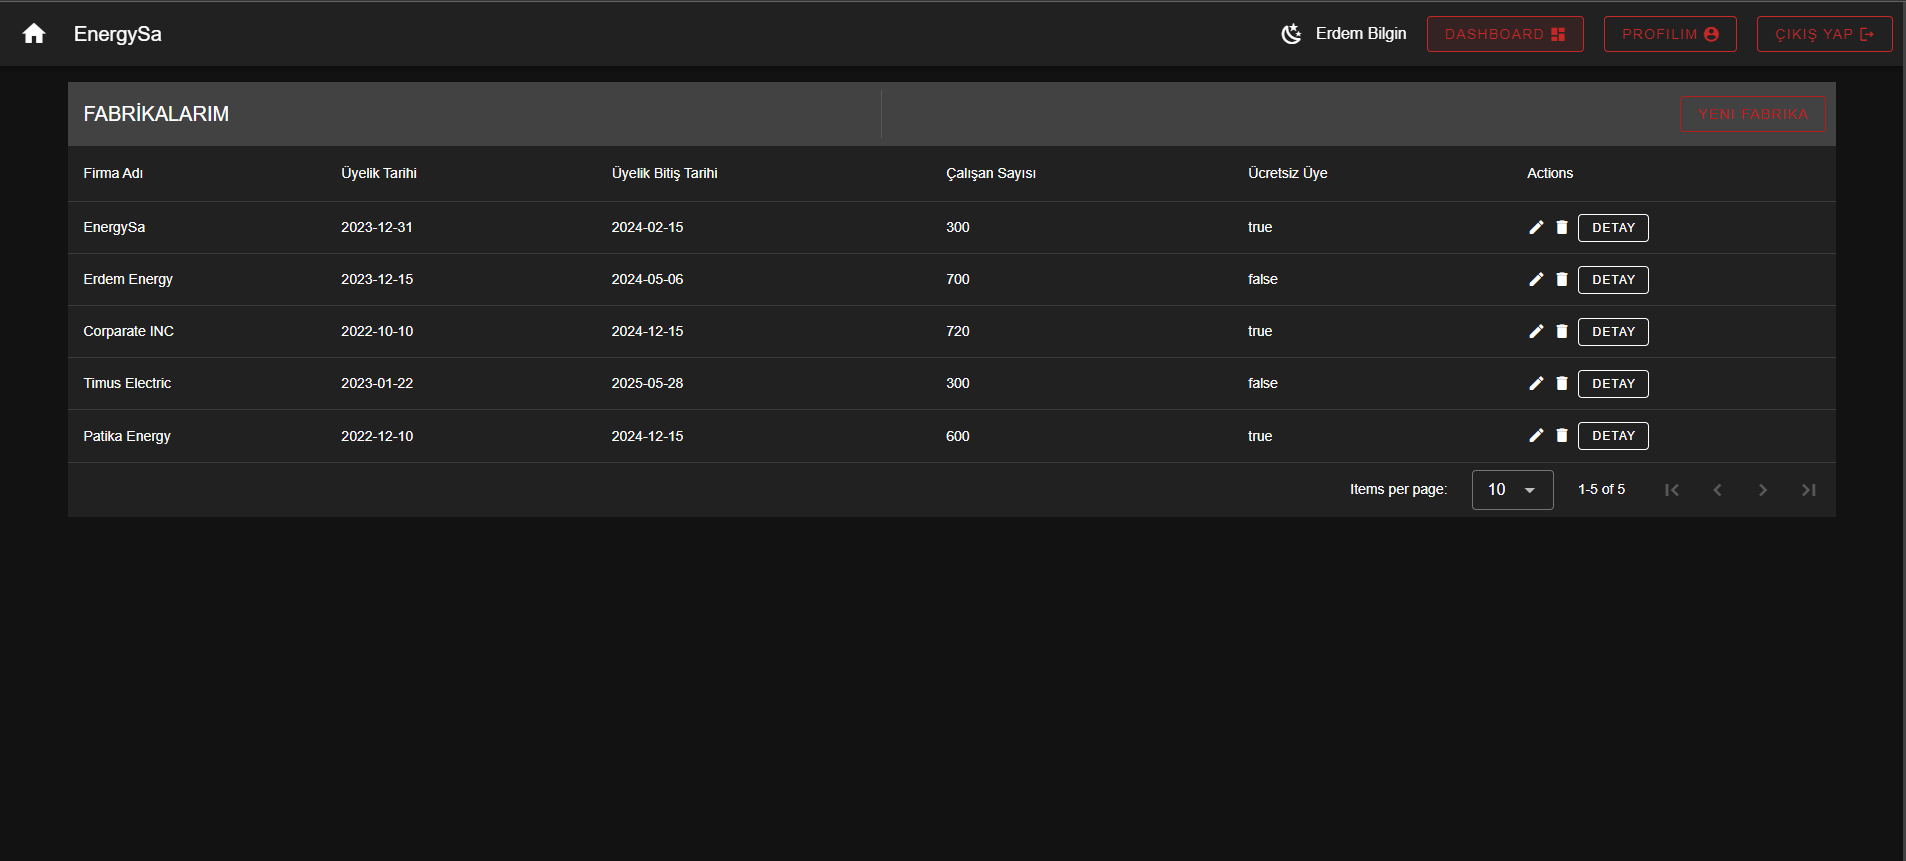 EnergySa Erdem Bilgin DASHBOARD PROFILIM ÇIKIŞ YAP
FABRİKALARIM YENI FABRIKA
Firma Adı Üyelik Tarihi Üyelik Bitiş Tarihi Çalışan Sayısı Ücretsiz Üye Actions
EnergySa 2023-12-31 2024-02-15 300 true DETAY
Erdem Energy 2023-12-15 2024-05-06 700 false DETAY
Corparate INC 2022-10-10 2024-12-15 720 true DETAY
Timus Electric 2023-01-22 2025-05-28 300 false DETAY
Patika Energy 2022-12-10 2024-12-15 600 true DETAY
Items per page: 10 1-5 of 5